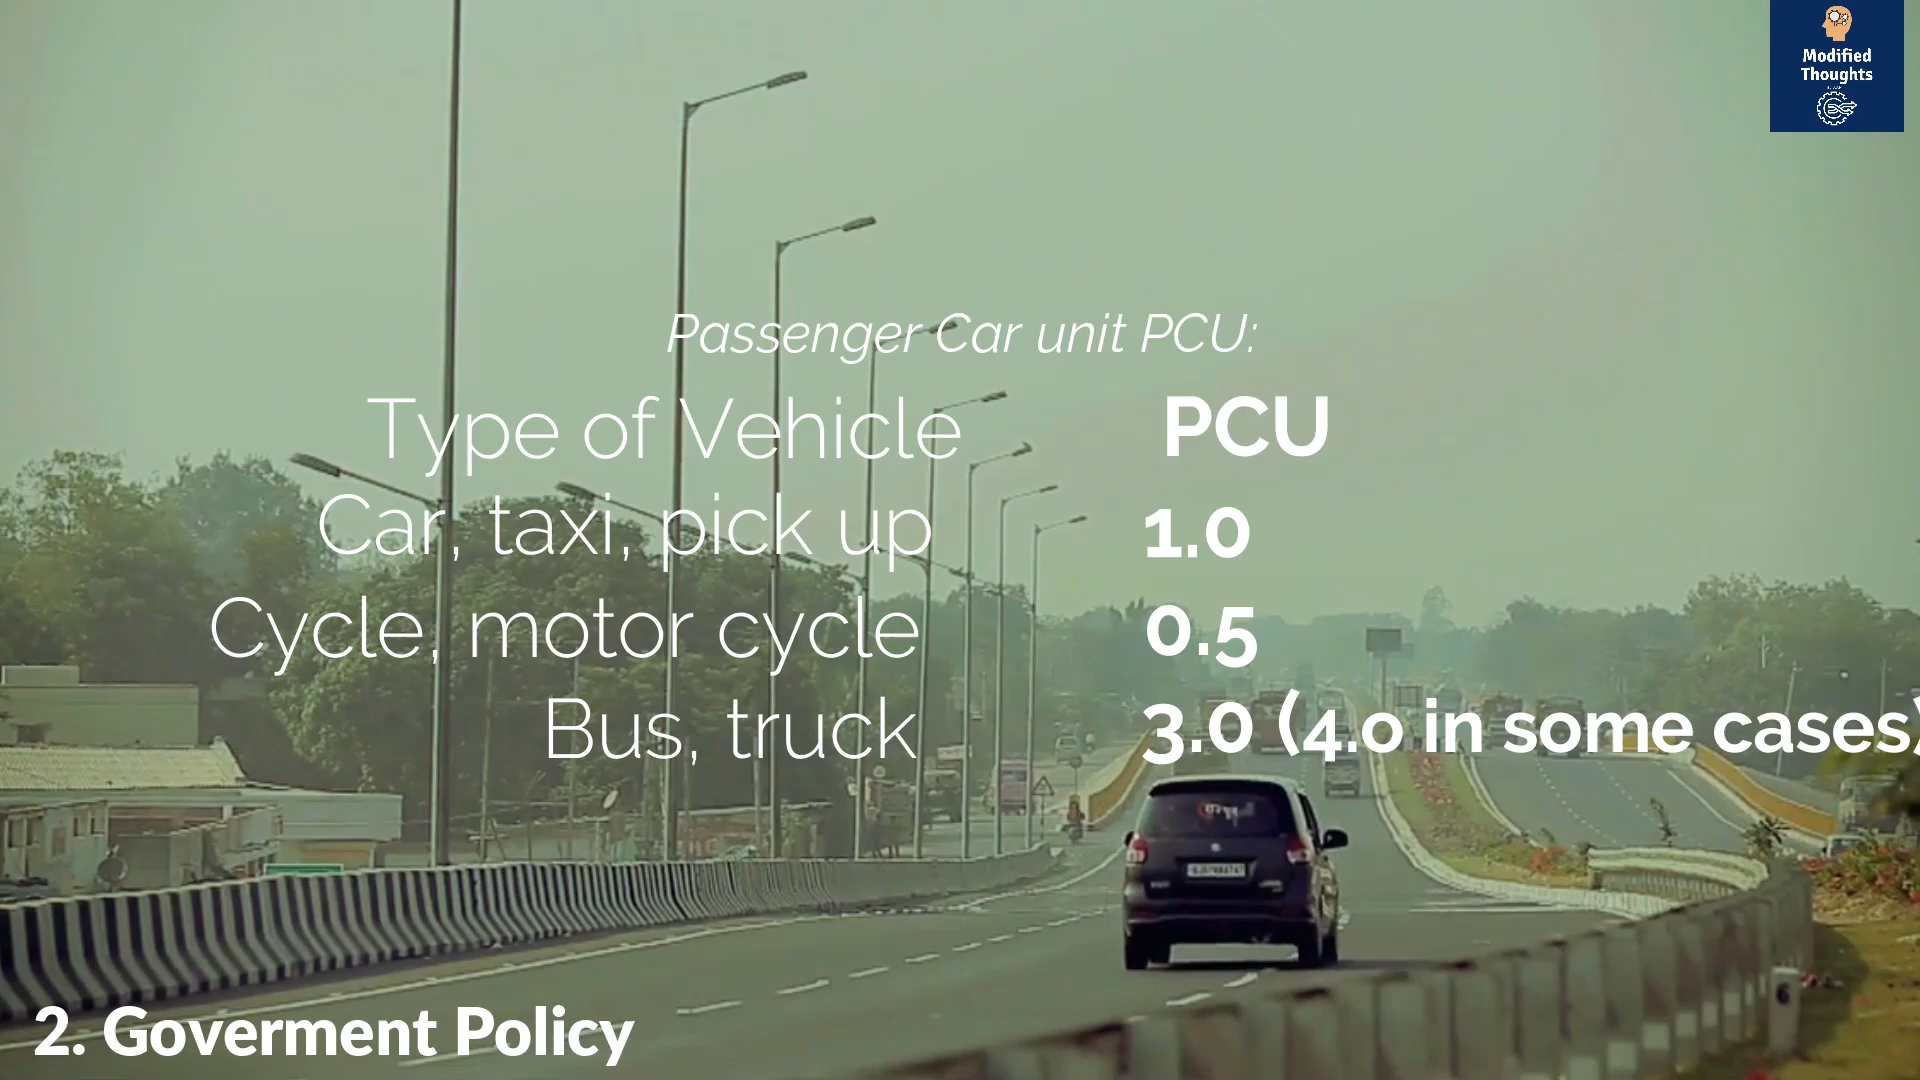 Modified
Thoughts
Passenger Car unit PCU:
Type of Vehicle PCU
Car, taxi, pick up 1.0
Cycle, motor cycle 0.5
Bus, truck 3.0 (4.0 in some cases)
2. Goverment Policy